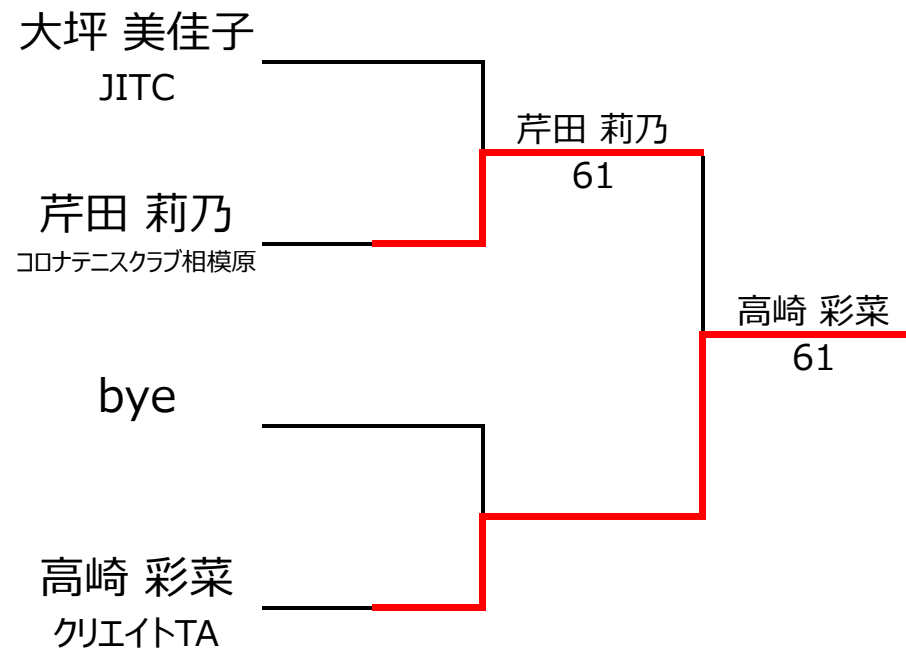 大坪 美佳子
JITC
芹田 莉乃
61
芹田 莉乃
コロナテニスクラブ相模原
高崎 彩菜
61
bye
高崎 彩菜
クリエイトTA